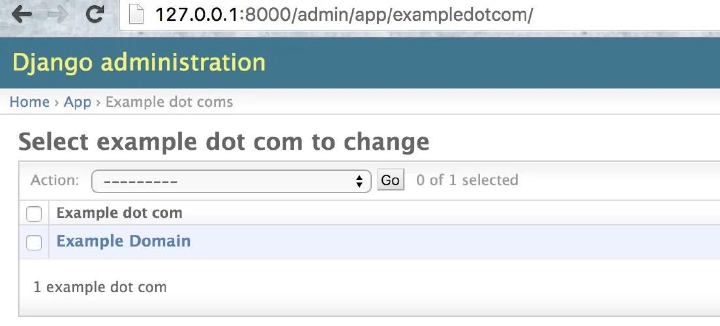 127.0.0.1:8000/admin/app/exampledotcom/
Django administration
Home › App › Example dot coms
Select example dot com to change
Action: --------- Go 0 of 1 selected
Example dot com
Example Domain
1 example dot com